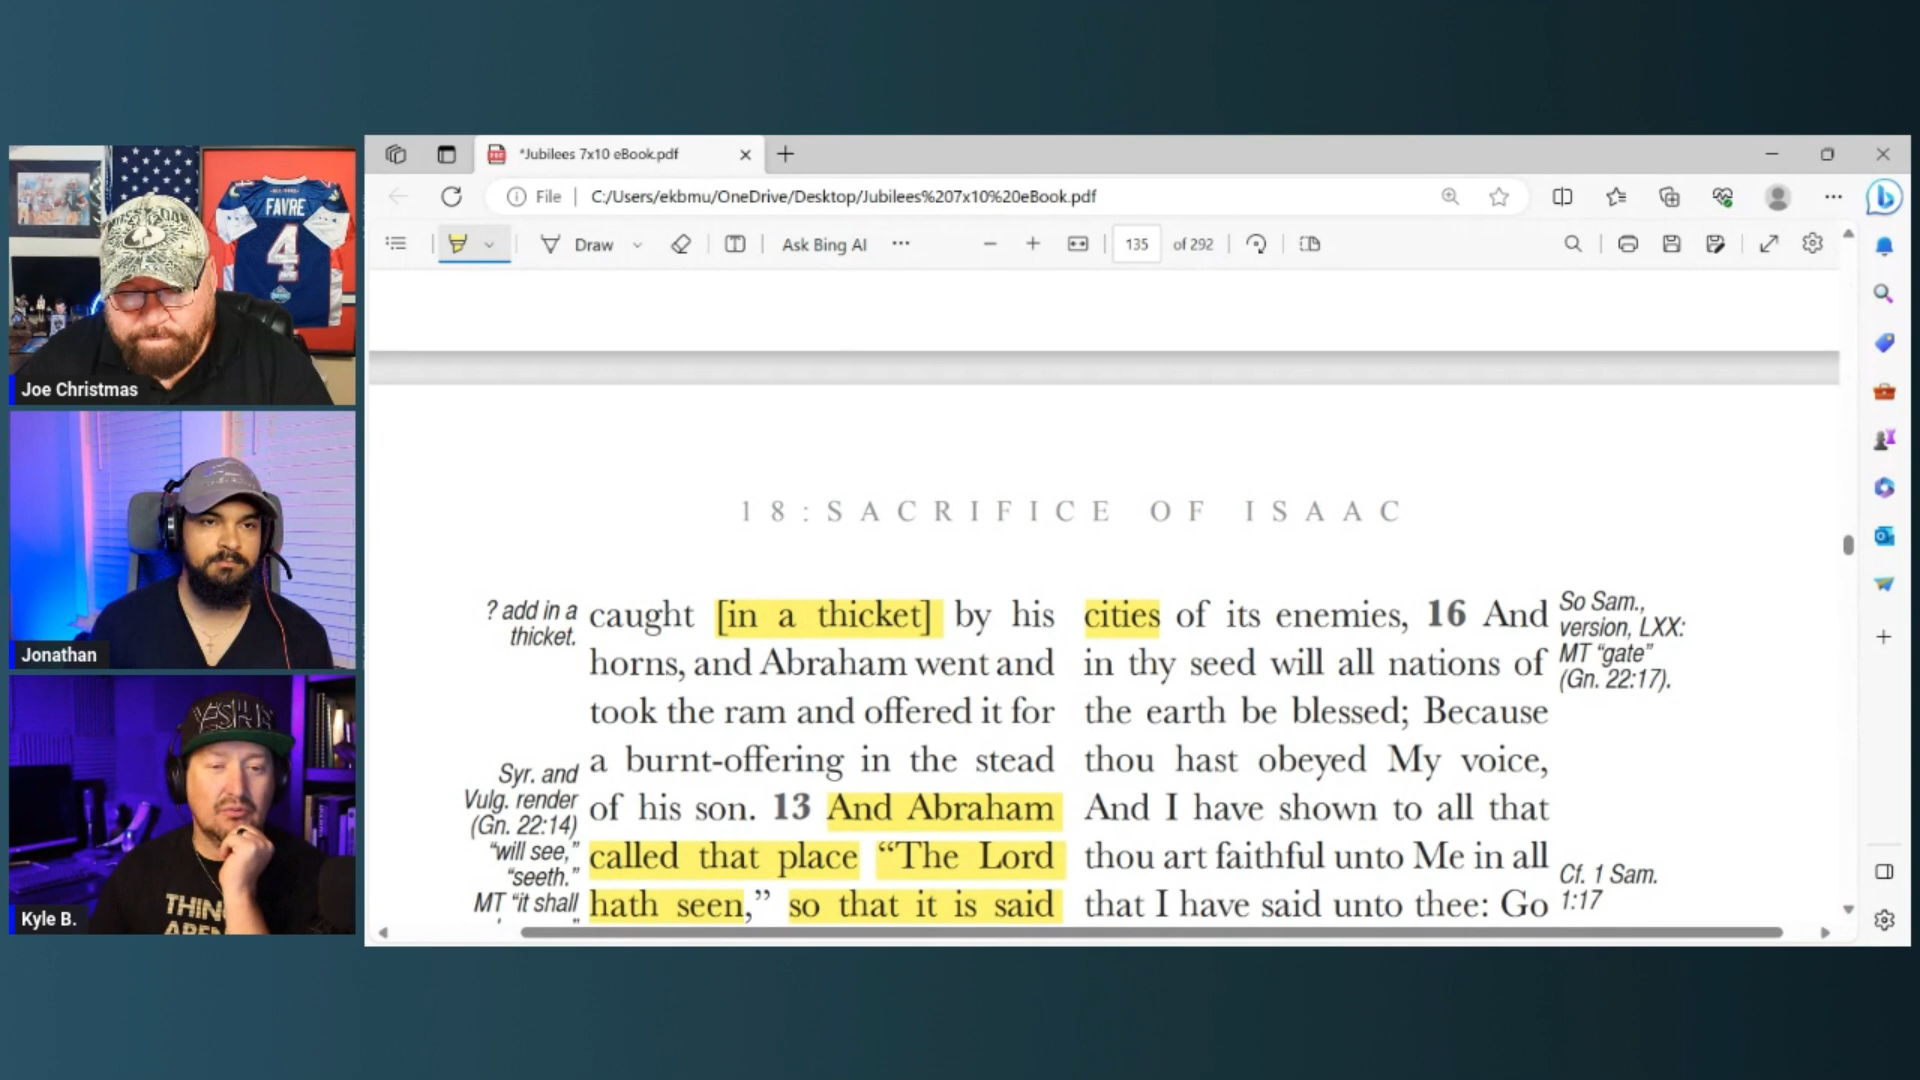 *Jubilees 7x10 eBook.pdf
File
C:/Users/ekbmu/OneDrive/Desktop/Jubilees%207x10%20eBook.pdf
Draw
Ask Bing AI
135
of 292
18:SACRIFICE OF ISAAC
? add in a
thicket.
caught [in a thicket] by his
horns, and Abraham went and
took the ram and offered it for
a burnt-offering in the stead
of his son. 13 And Abraham
called that place “The Lord
hath seen,” so that it is said
Syr. and
Vulg. render
(Gn. 22:14)
“will see,”
“seeth.”
MT “it shall
cities of its enemies, 16 And
in thy seed will all nations of
the earth be blessed; Because
thou hast obeyed My voice,
And I have shown to all that
thou art faithful unto Me in all
that I have said unto thee: Go
So Sam.,
version, LXX:
MT “gate”
(Gn. 22:17).
Cf. 1 Sam.
1:17
FAVRE
4
Joe Christmas
Jonathan
THIN
Kyle B.